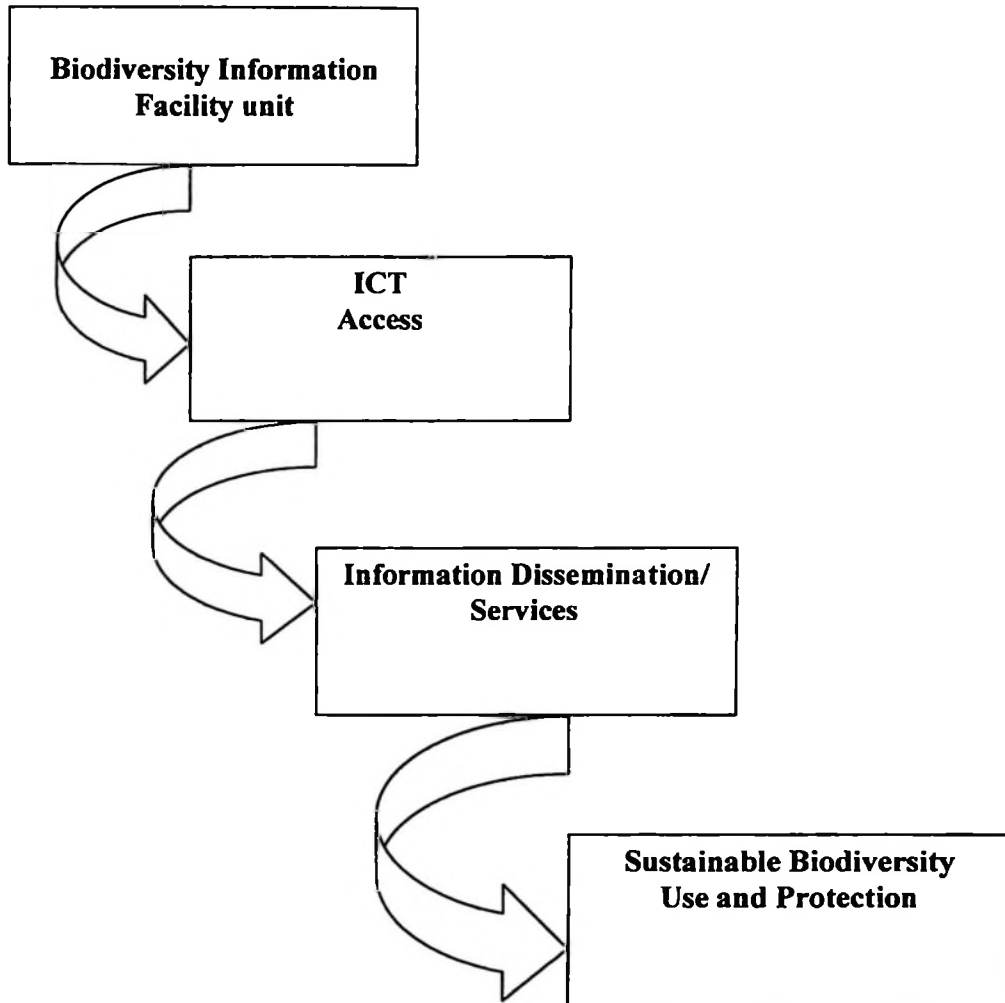 Biodiversity Information
Facility unit
ICT
Access
Information Dissemination/
Services
Sustainable Biodiversity
Use and Protection